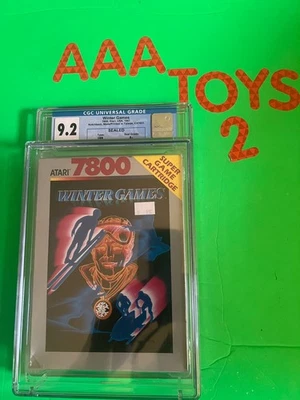 AAA
TOYS
2
CGC UNIVERSAL GRADE
9.2
Winter Games
SEALED
ATARI 7800
SUPER
GAME
CARTRIDGE
WINTER GAMES